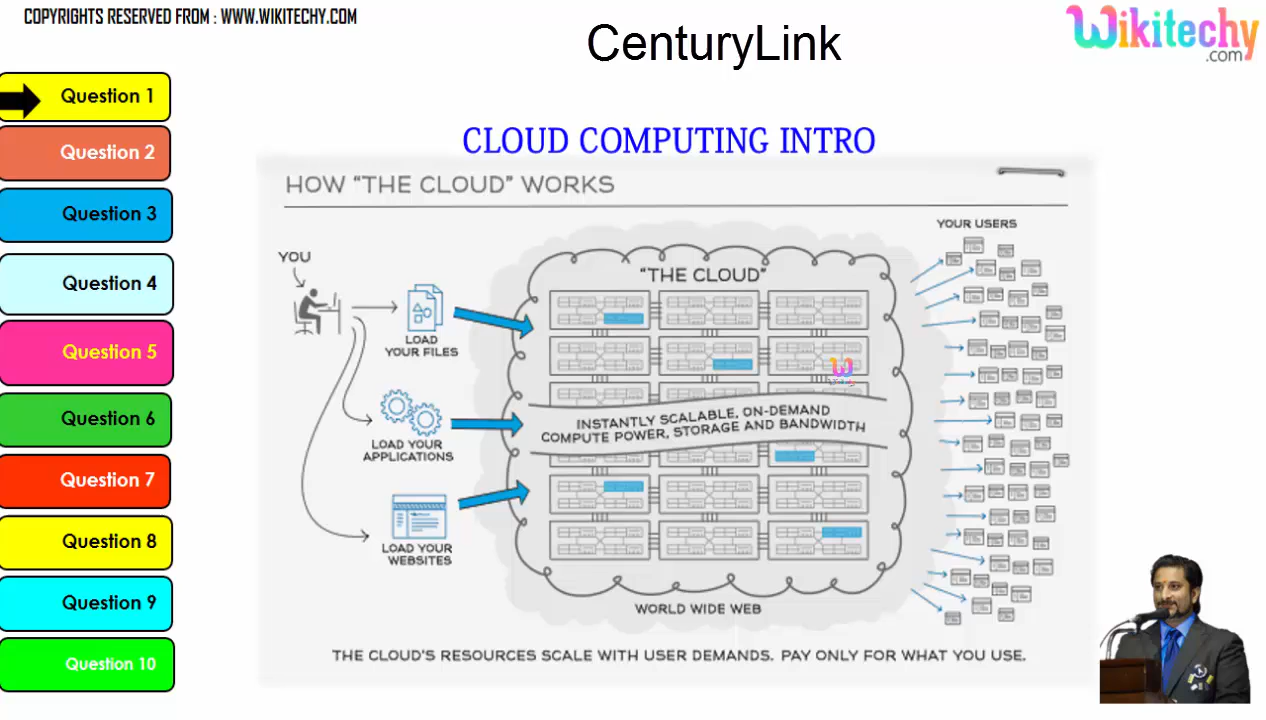 COPYRIGHTS RESERVED FROM : WWW.WIKITECHY.COM
CenturyLink
Wikitechy
.com
Question 1
Question 2
Question 3
Question 4
Question 5
Question 6
Question 7
Question 8
Question 9
Question 10
CLOUD COMPUTING INTRO
HOW “THE CLOUD” WORKS
YOU
LOAD
YOUR FILES
LOAD YOUR
APPLICATIONS
LOAD YOUR
WEBSITES
“THE CLOUD”
INSTANTLY SCALABLE, ON-DEMAND
COMPUTE POWER, STORAGE AND BANDWIDTH
WORLD WIDE WEB
YOUR USERS
THE CLOUD'S RESOURCES SCALE WITH USER DEMANDS. PAY ONLY FOR WHAT YOU USE.